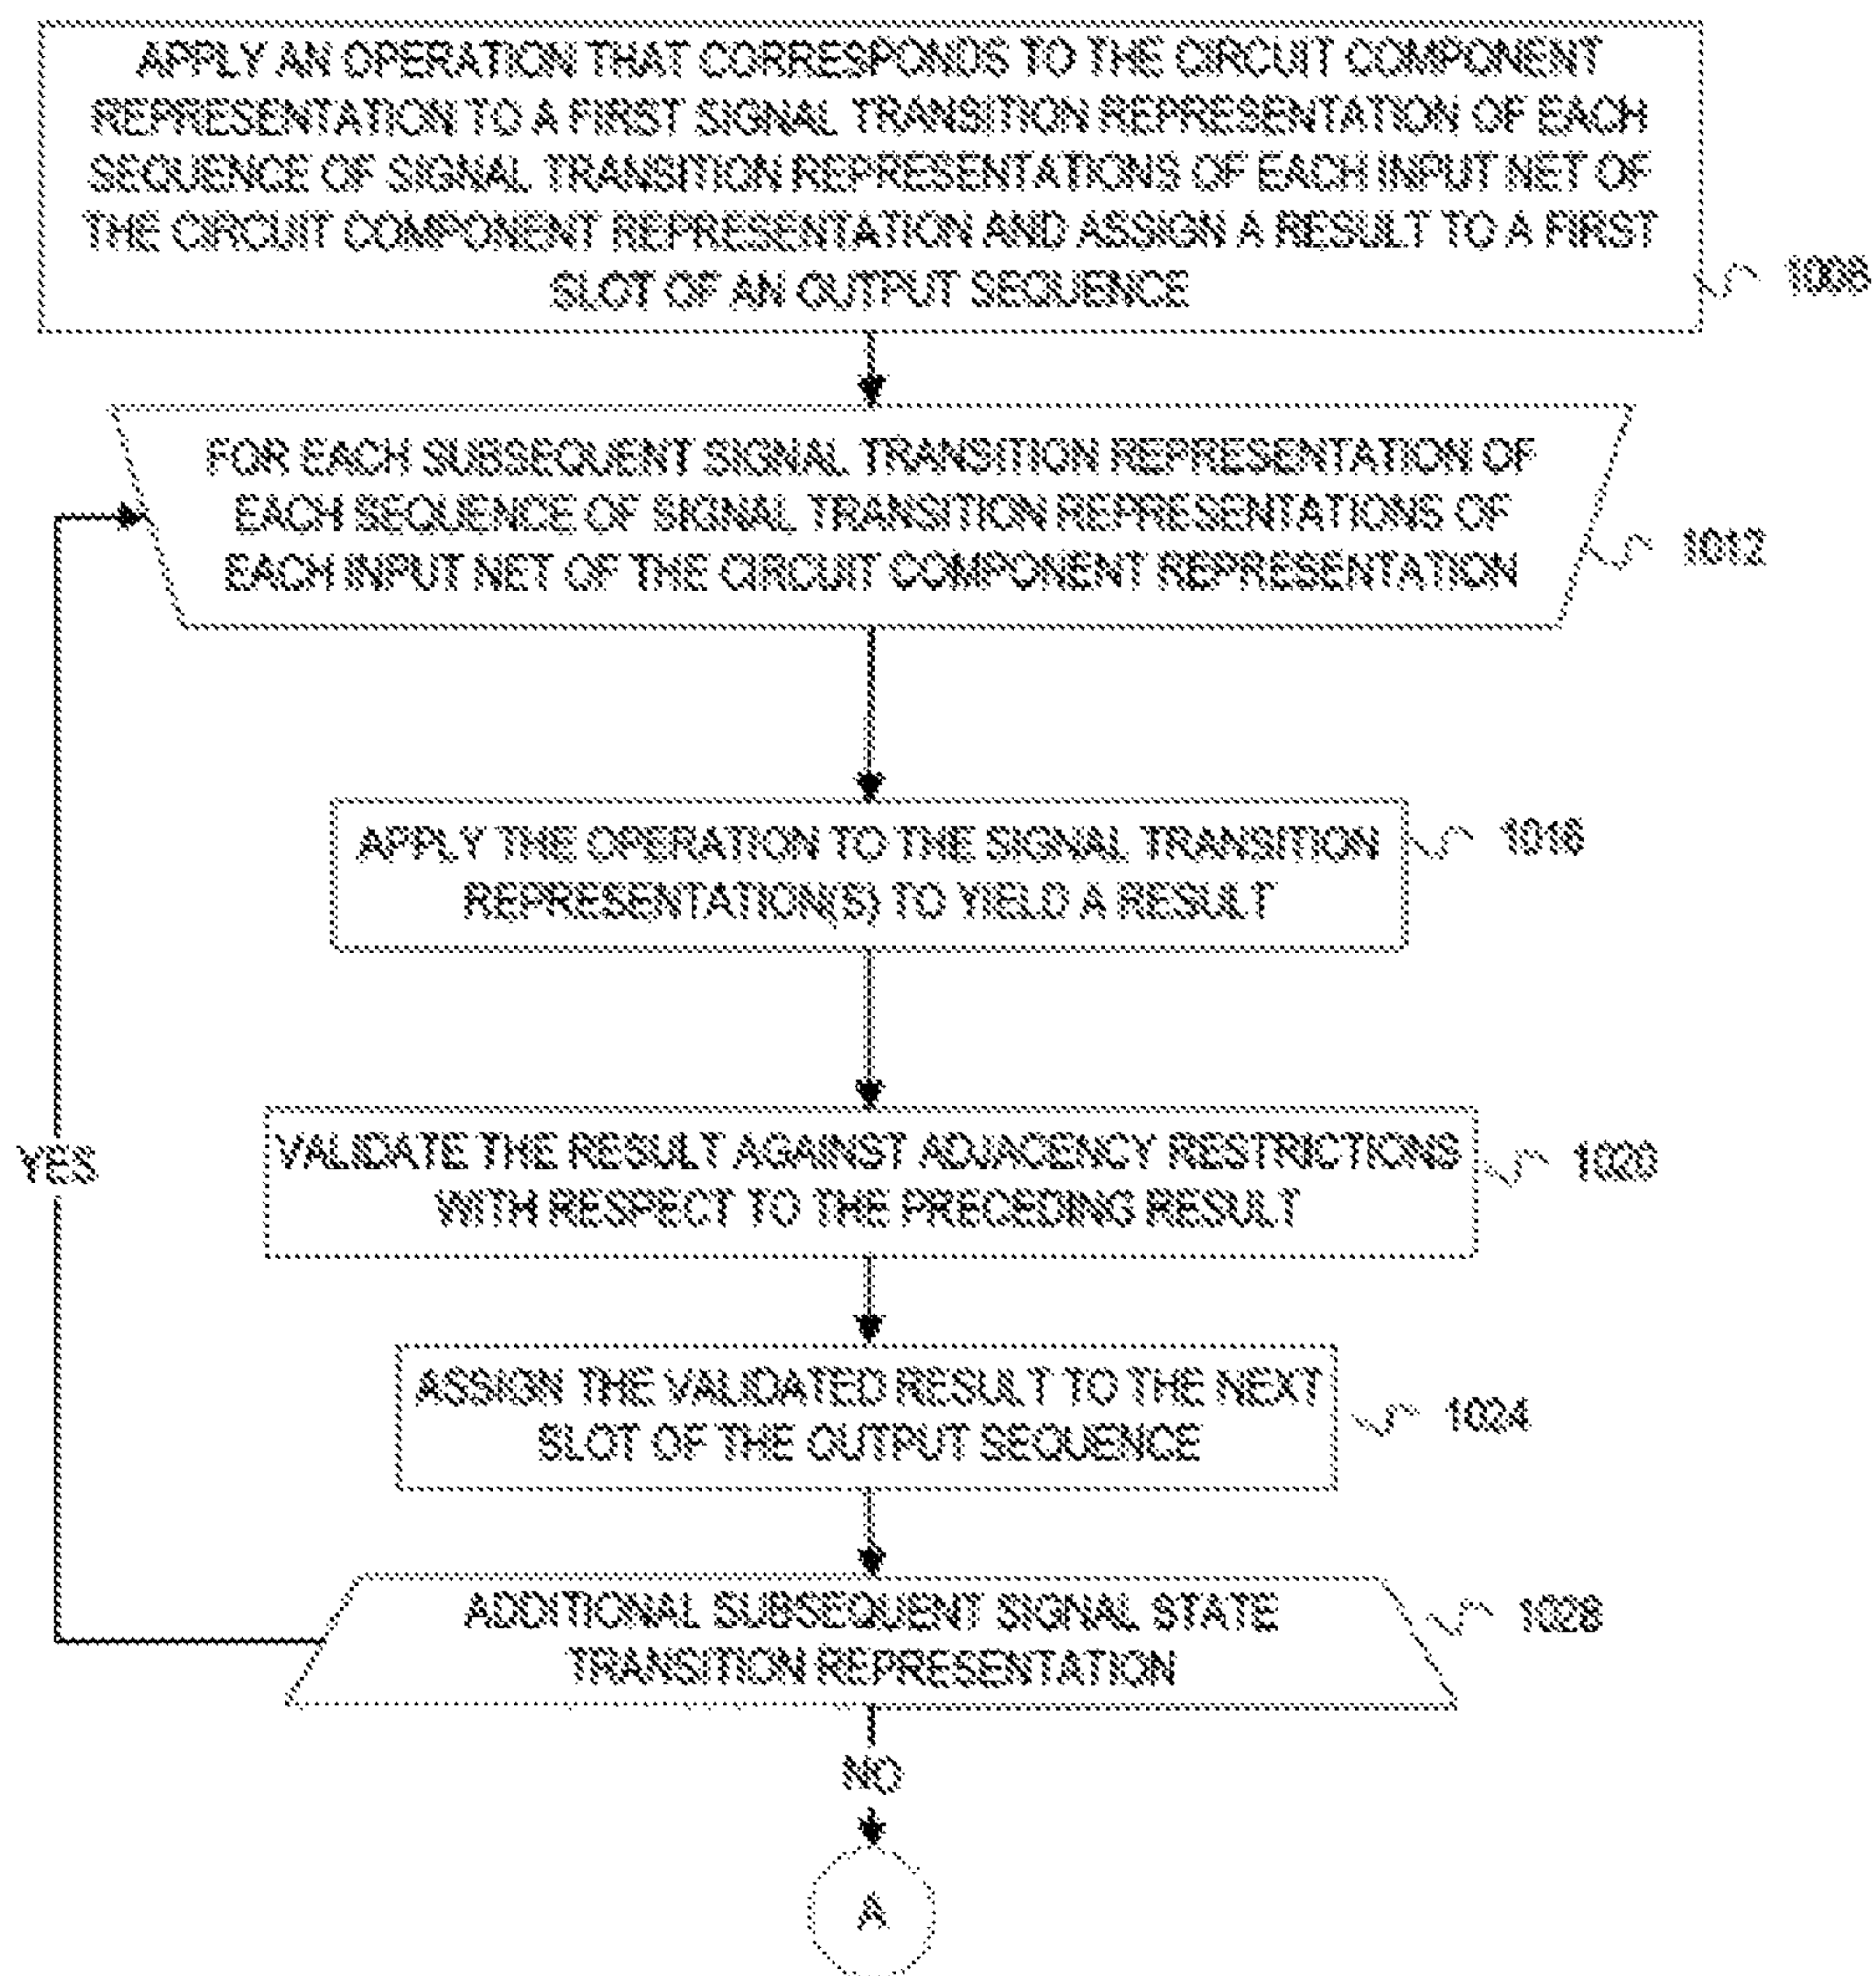 APPLY AN OPERATION THAT CORRESPONDS TO THE CIRCUIT COMPONENT
REPRESENTATION TO A FIRST SIGNAL TRANSITION REPRESENTATION OF EACH
SEQUENCE OF SIGNAL TRANSITION REPRESENTATIONS OF EACH INPUT NET OF
THE CIRCUIT COMPONENT REPRESENTATION AND ASSIGN A RESULT TO A FIRST
SLOT OF AN OUTPUT SEQUENCE
FOR EACH SUBSEQUENT SIGNAL TRANSITION REPRESENTATION OF
EACH SEQUENCE OF SIGNAL TRANSITION REPRESENTATIONS OF
EACH INPUT NET OF THE CIRCUIT COMPONENT REPRESENTATION
1012
APPLY THE OPERATION TO THE SIGNAL TRANSITION
REPRESENTATION(S) TO YIELD A RESULT
1016
YES
VALIDATE THE RESULT AGAINST ADJACENCY RESTRICTIONS
WITH RESPECT TO THE PRECEDING RESULT
1020
ASSIGN THE VALIDATED RESULT TO THE NEXT
SLOT OF THE OUTPUT SEQUENCE
1024
ADDITIONAL SUBSEQUENT SIGNAL STATE
TRANSITION REPRESENTATION
1028
NO
A